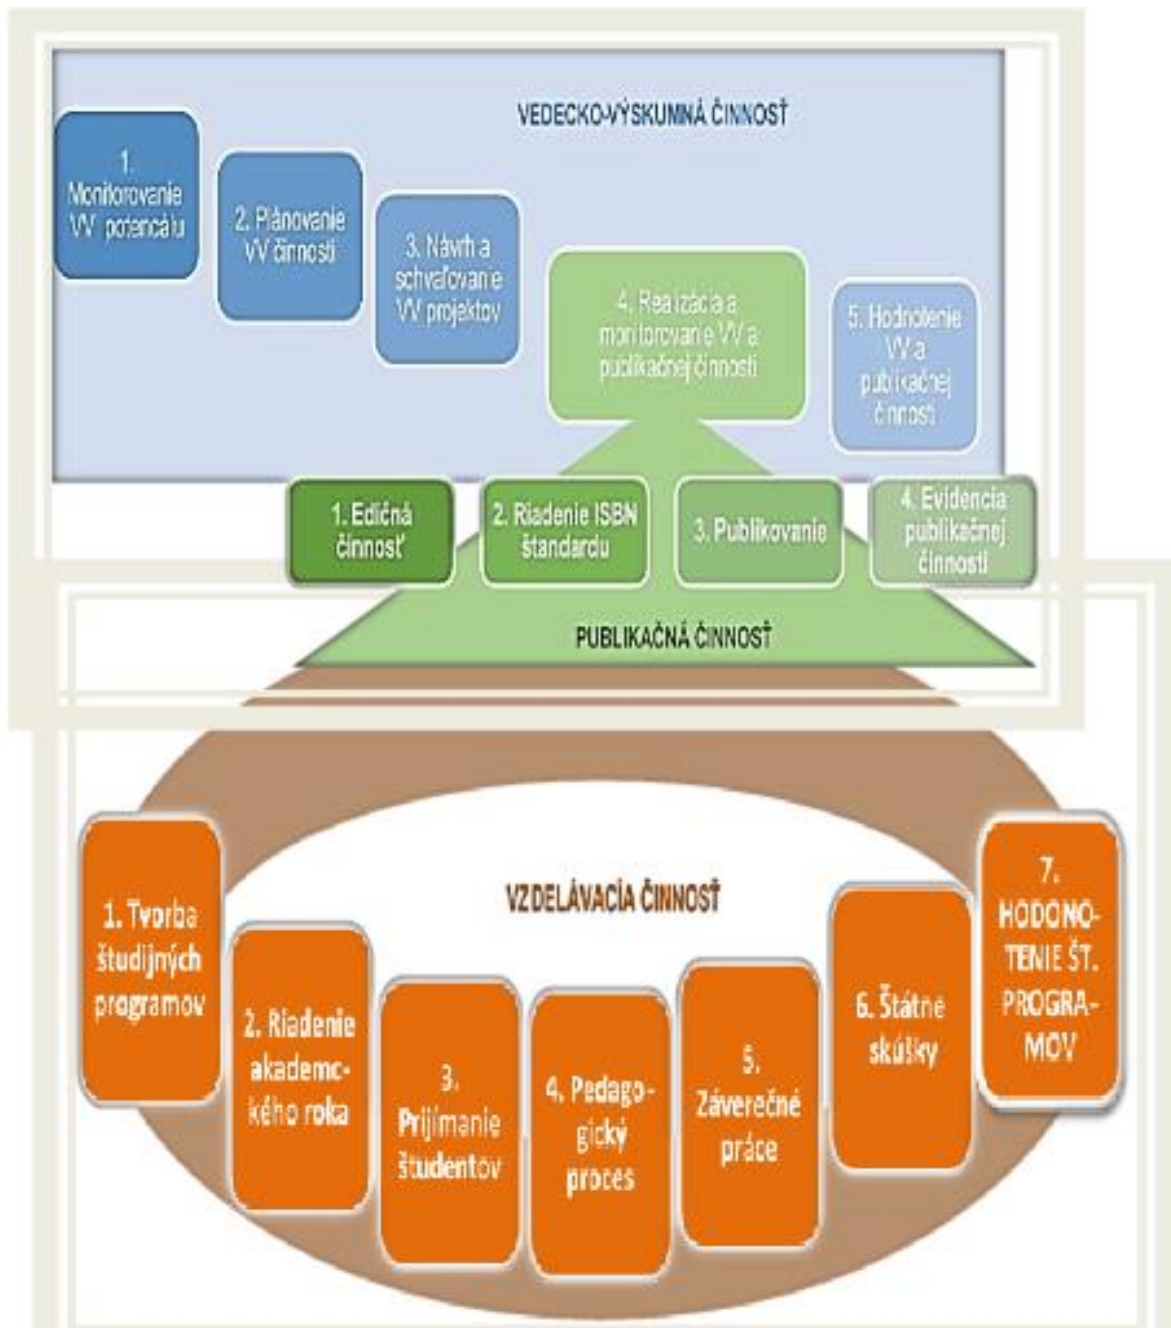 VEDECKO-VÝSKUMNÁ ČINNOSŤ
1.
Monitorovanie
VV potencálu
2. Plánovanie
VV činnosti
3. Návrh a
schvaľovanie
VV projektov
4. Realizácia a
monitorovanie VV a
publikačnej činnosti
5. Hodnotenie
VV a
publikačnej
činnosti
1. Edičná
činnosť
2. Riadenie ISBN
štandardu
3. Publikovanie
4. Evidencia
publikačnej
činnosti
PUBLIKAČNÁ ČINNOSŤ
VZDELÁVACIA ČINNOSŤ
1. Tvorba
študijných
programov
2. Riadenie
akademc-
kého roka
3.
Prijímanie
študentov
4. Pedago-
gický
proces
5.
Záverečné
práce
6. Štátne
skúšky
7.
HODONO-
TENIE ŠT.
PROGRA-
MOV